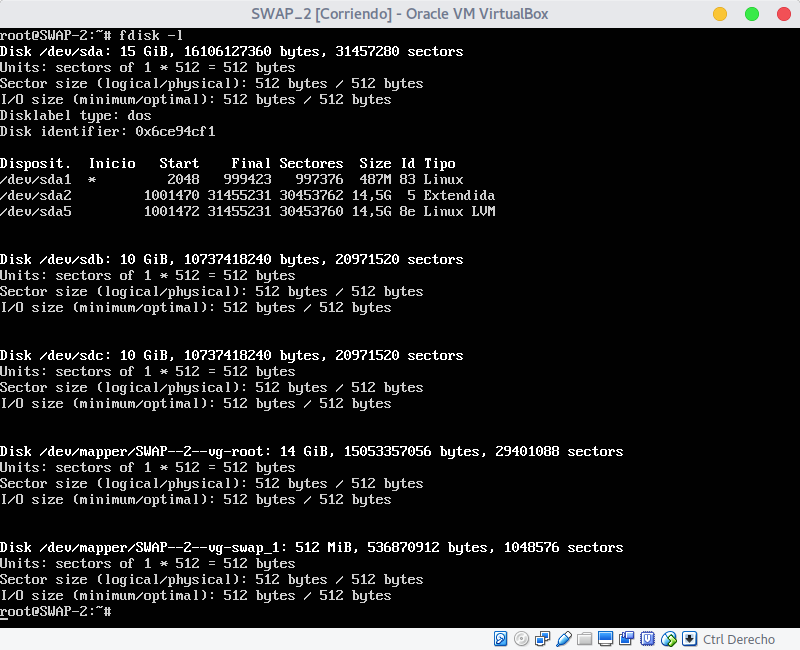 SWAP_2 [Corriendo] - Oracle VM VirtualBox
root@SWAP-2:~# fdisk -l
Disk /dev/sda: 15 GiB, 16106127360 bytes, 31457280 sectors
Units: sectors of 1 * 512 = 512 bytes
Sector size (logical/physical): 512 bytes / 512 bytes
I/O size (minimum/optimal): 512 bytes / 512 bytes
Disklabel type: dos
Disk identifier: 0x6ce94cf1
Disposit.  Inicio   Start    Final Sectores  Size Id Tipo
/dev/sda1  *         2048   999423   997376  487M 83 Linux
/dev/sda2         1001470 31455231 30453762 14,5G  5 Extendida
/dev/sda5         1001472 31455231 30453760 14,5G 8e Linux LVM
Disk /dev/sdb: 10 GiB, 10737418240 bytes, 20971520 sectors
Units: sectors of 1 * 512 = 512 bytes
Sector size (logical/physical): 512 bytes / 512 bytes
I/O size (minimum/optimal): 512 bytes / 512 bytes
Disk /dev/sdc: 10 GiB, 10737418240 bytes, 20971520 sectors
Units: sectors of 1 * 512 = 512 bytes
Sector size (logical/physical): 512 bytes / 512 bytes
I/O size (minimum/optimal): 512 bytes / 512 bytes
Disk /dev/mapper/SWAP--2--vg-root: 14 GiB, 15053357056 bytes, 29401088 sectors
Units: sectors of 1 * 512 = 512 bytes
Sector size (logical/physical): 512 bytes / 512 bytes
I/O size (minimum/optimal): 512 bytes / 512 bytes
Disk /dev/mapper/SWAP--2--vg-swap_1: 512 MiB, 536870912 bytes, 1048576 sectors
Units: sectors of 1 * 512 = 512 bytes
Sector size (logical/physical): 512 bytes / 512 bytes
I/O size (minimum/optimal): 512 bytes / 512 bytes
root@SWAP-2:~#
Ctrl Derecho